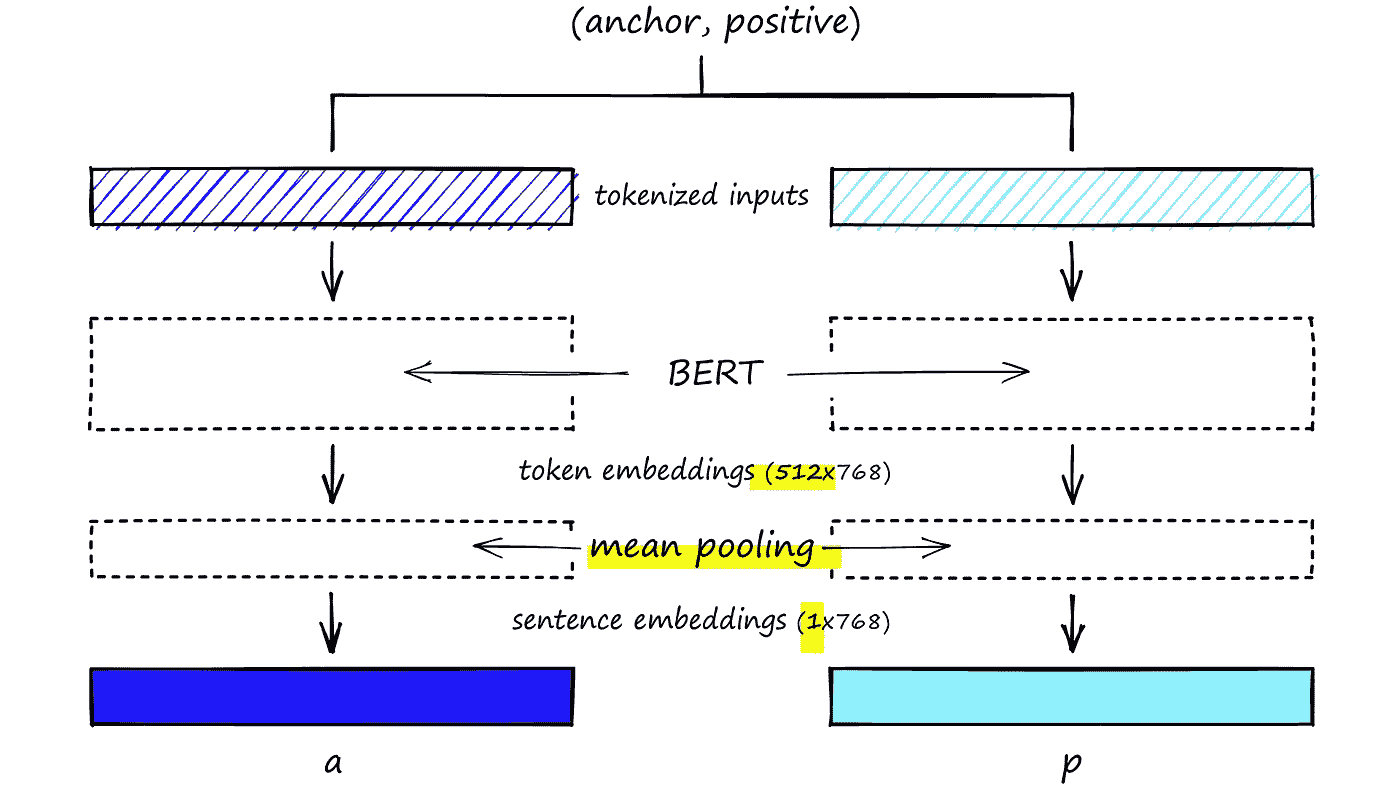 (anchor, positive)
tokenized inputs
BERT
token embeddings (512x768)
mean pooling
sentence embeddings (1x768)
a
p